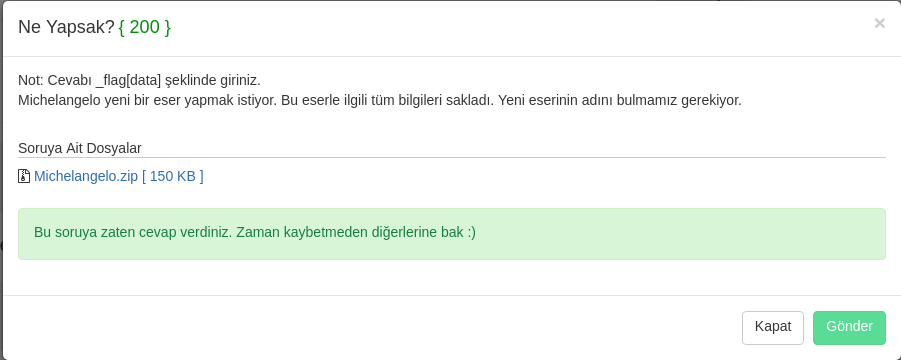 Ne Yapsak? { 200 }
×
Not: Cevabı _flag[data] şeklinde giriniz.
Michelangelo yeni bir eser yapmak istiyor. Bu eserle ilgili tüm bilgileri sakladı. Yeni eserinin adını bulmamız gerekiyor.
Soruya Ait Dosyalar
Michelangelo.zip [ 150 KB ]
Bu soruya zaten cevap verdiniz. Zaman kaybetmeden diğerlerine bak :)
Kapat Gönder